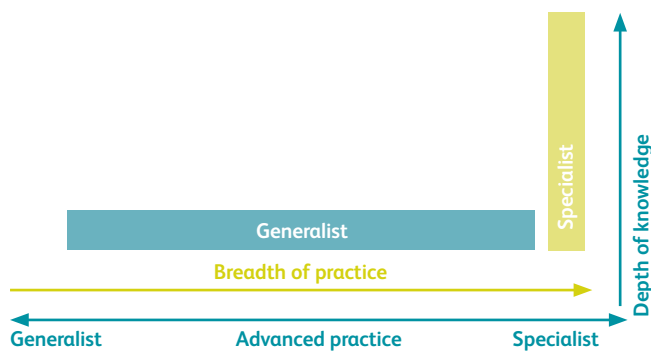 Specialist
Depth of knowledge
Generalist
Breadth of practice
Generalist
Advanced practice
Specialist